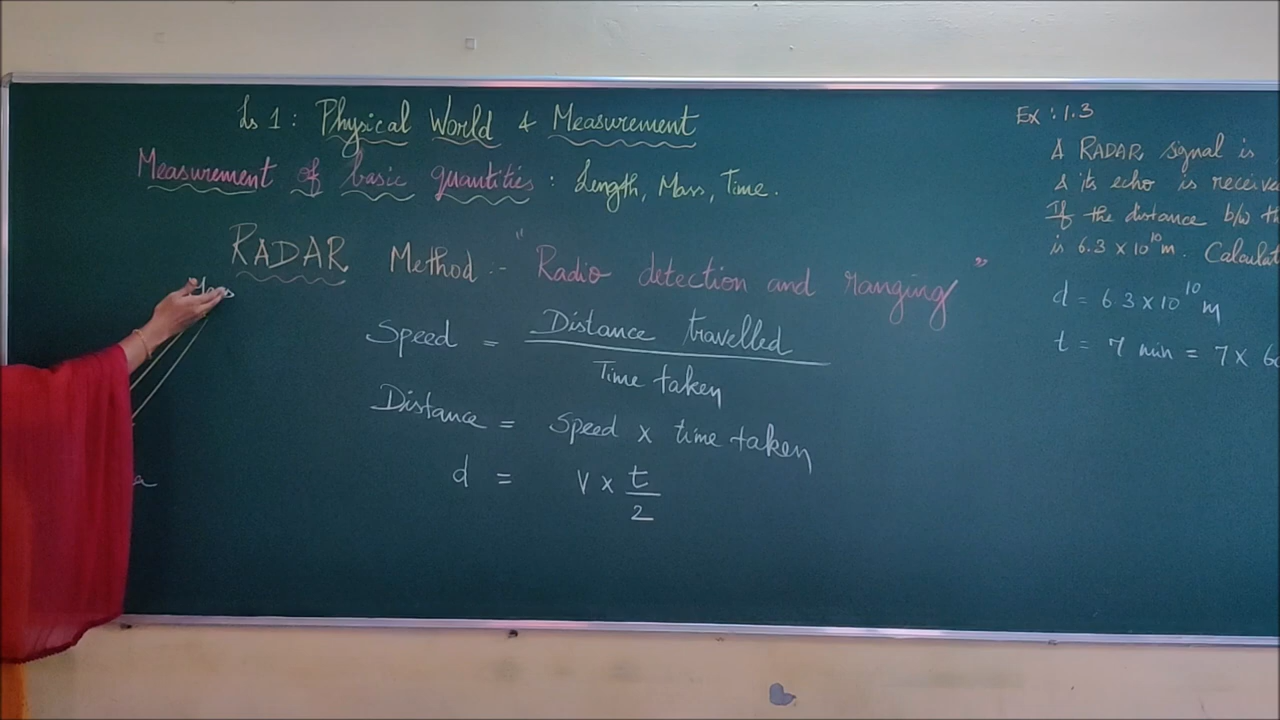 Ls 1 : Physical World & Measurement
Measurement of basic quantities : Length, Mass, Time.
RADAR Method :- "Radio detection and ranging"
Speed = Distance travelled
Time taken
Distance = Speed x time taken
d = v x t
2
Ex : 1.3
A RADAR signal is
& its echo is receive
If the distance b/w th
is 6.3 x 10¹⁰ m. Calculat
d = 6.3 x 10¹⁰ m
t = 7 min = 7 x 60